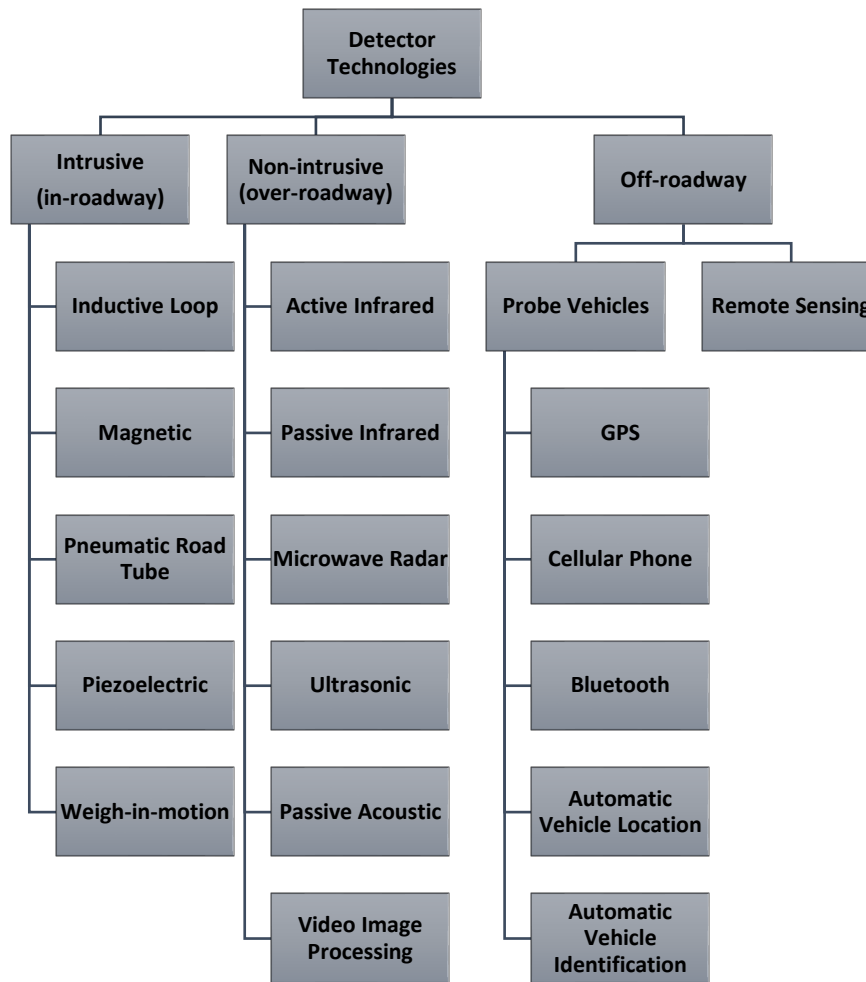 Detector
Technologies
Intrusive
(in-roadway)
Non-intrusive
(over-roadway)
Off-roadway
Inductive Loop
Magnetic
Pneumatic Road
Tube
Piezoelectric
Weigh-in-motion
Active Infrared
Passive Infrared
Microwave Radar
Ultrasonic
Passive Acoustic
Video Image
Processing
Probe Vehicles
Remote Sensing
GPS
Cellular Phone
Bluetooth
Automatic
Vehicle Location
Automatic
Vehicle
Identification